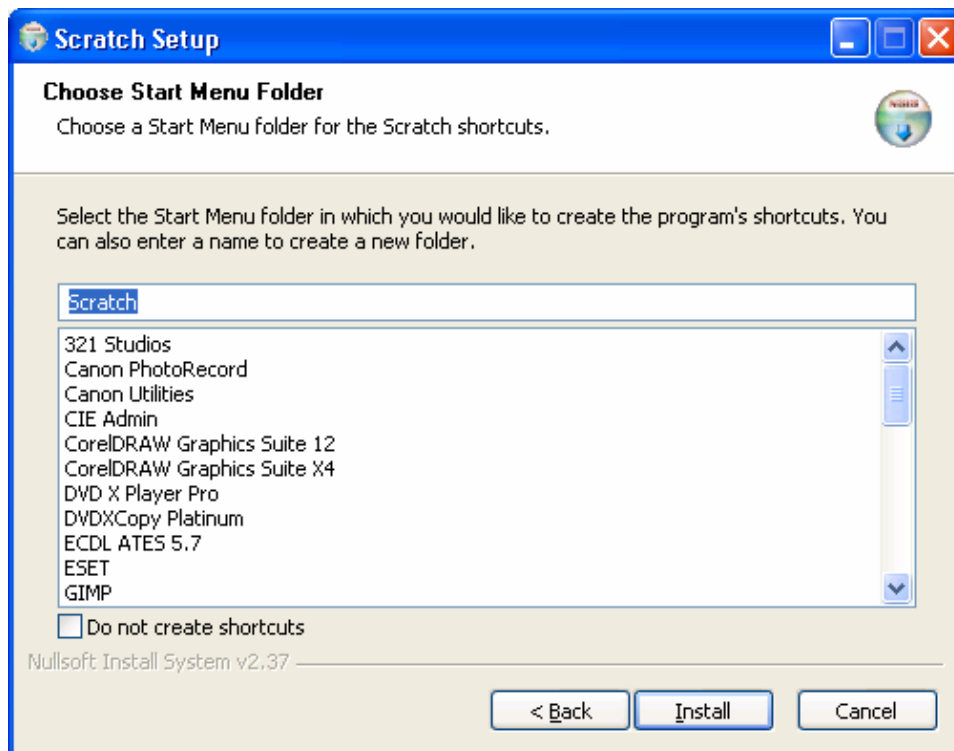 Scratch Setup
Choose Start Menu Folder
Choose a Start Menu folder for the Scratch shortcuts.
Select the Start Menu folder in which you would like to create the program's shortcuts. You
can also enter a name to create a new folder.
Scratch
321 Studios
Canon PhotoRecord
Canon Utilities
CIE Admin
CorelDRAW Graphics Suite 12
CorelDRAW Graphics Suite X4
DVD X Player Pro
DVDXCopy Platinum
ECDL ATES 5.7
ESET
GIMP
Do not create shortcuts
Nullsoft Install System v2.37
< Back Install Cancel